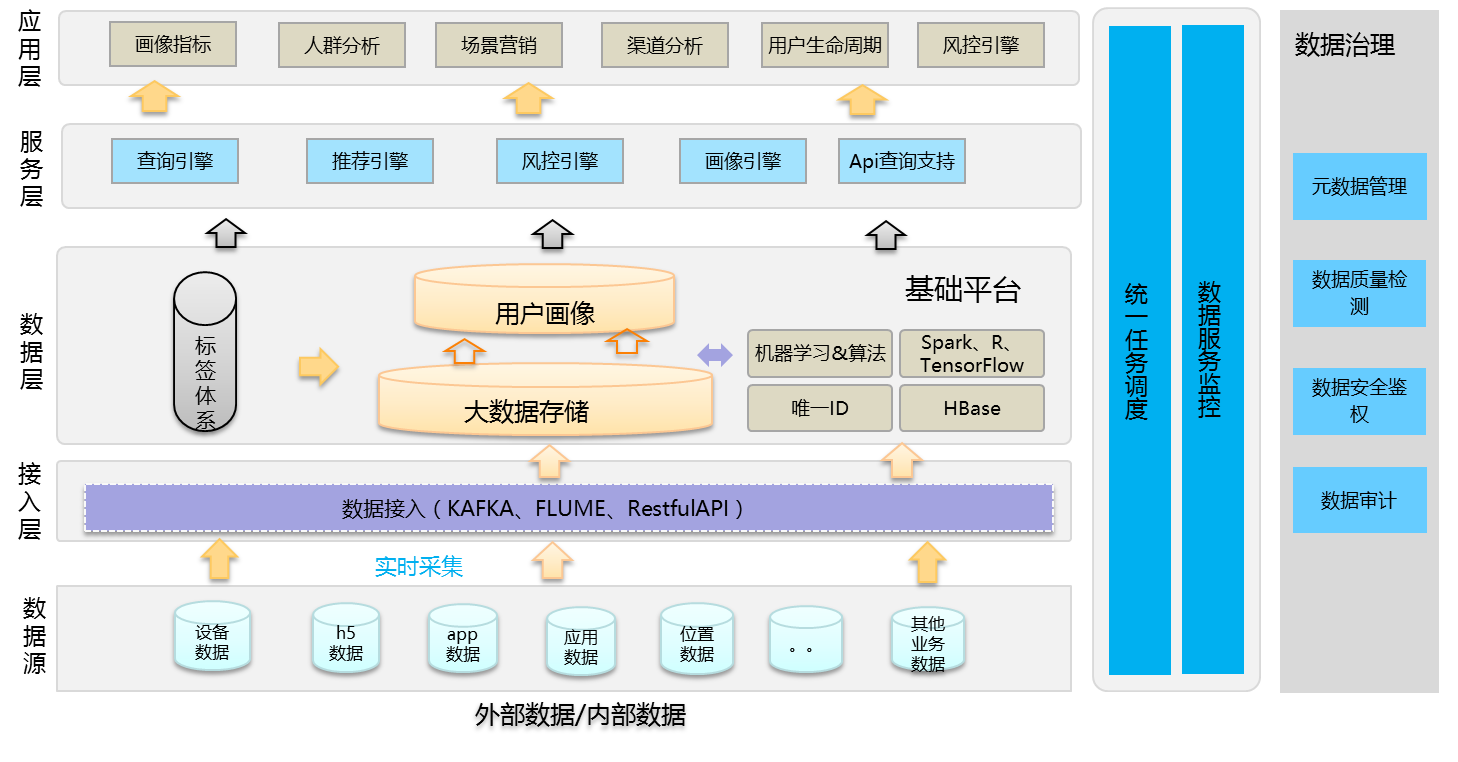 应用层
画像指标
人群分析
场景营销
渠道分析
用户生命周期
风控引擎
服务层
查询引擎
推荐引擎
风控引擎
画像引擎
Api查询支持
数据层
标签体系
用户画像
大数据存储
基础平台
机器学习&算法
Spark、R、
TensorFlow
唯一ID
HBase
接入层
数据接入（KAFKA、FLUME、RestfulAPI）
实时采集
数据源
设备
数据
h5
数据
app
数据
应用
数据
位置
数据
。。
其他
业务
数据
外部数据/内部数据
统一任务调度
数据服务监控
数据治理
元数据管理
数据质量检
测
数据安全鉴
权
数据审计